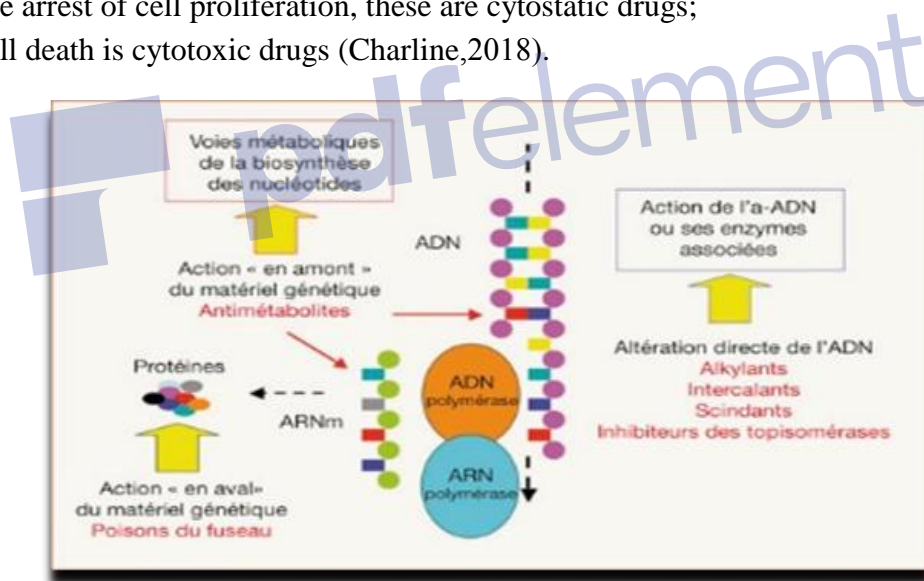 e arrest of cell proliferation, these are cytostatic drugs;
ll death is cytotoxic drugs (Charline,2018).
pdfelement
Voies métaboliques
de la biosynthèse
des nucléotides
Action « en amont »
du matériel génétique
Antimétabolites
ADN
Action de l'a-ADN
ou ses enzymes
associées
Altération directe de l'ADN
Alkylants
Intercalants
Scindants
Inhibiteurs des topisomérases
Protéines
ARNm
ADN
polymérase
ARN
polymérase
Action « en aval»
du matériel génétique
Poisons du fuseau